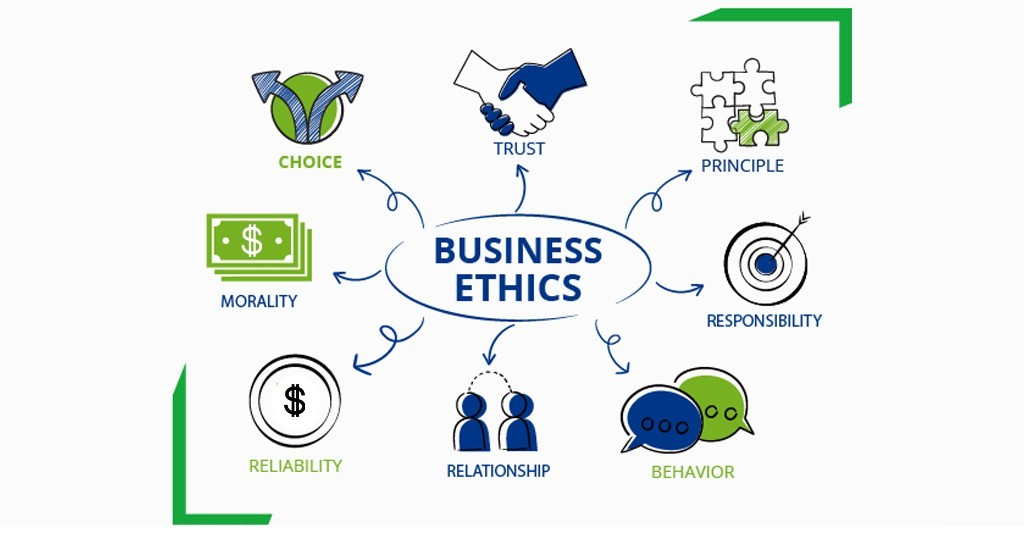 CHOICE
TRUST
PRINCIPLE
BUSINESS
ETHICS
$
MORALITY
RESPONSIBILITY
$
RELIABILITY
RELATIONSHIP
BEHAVIOR